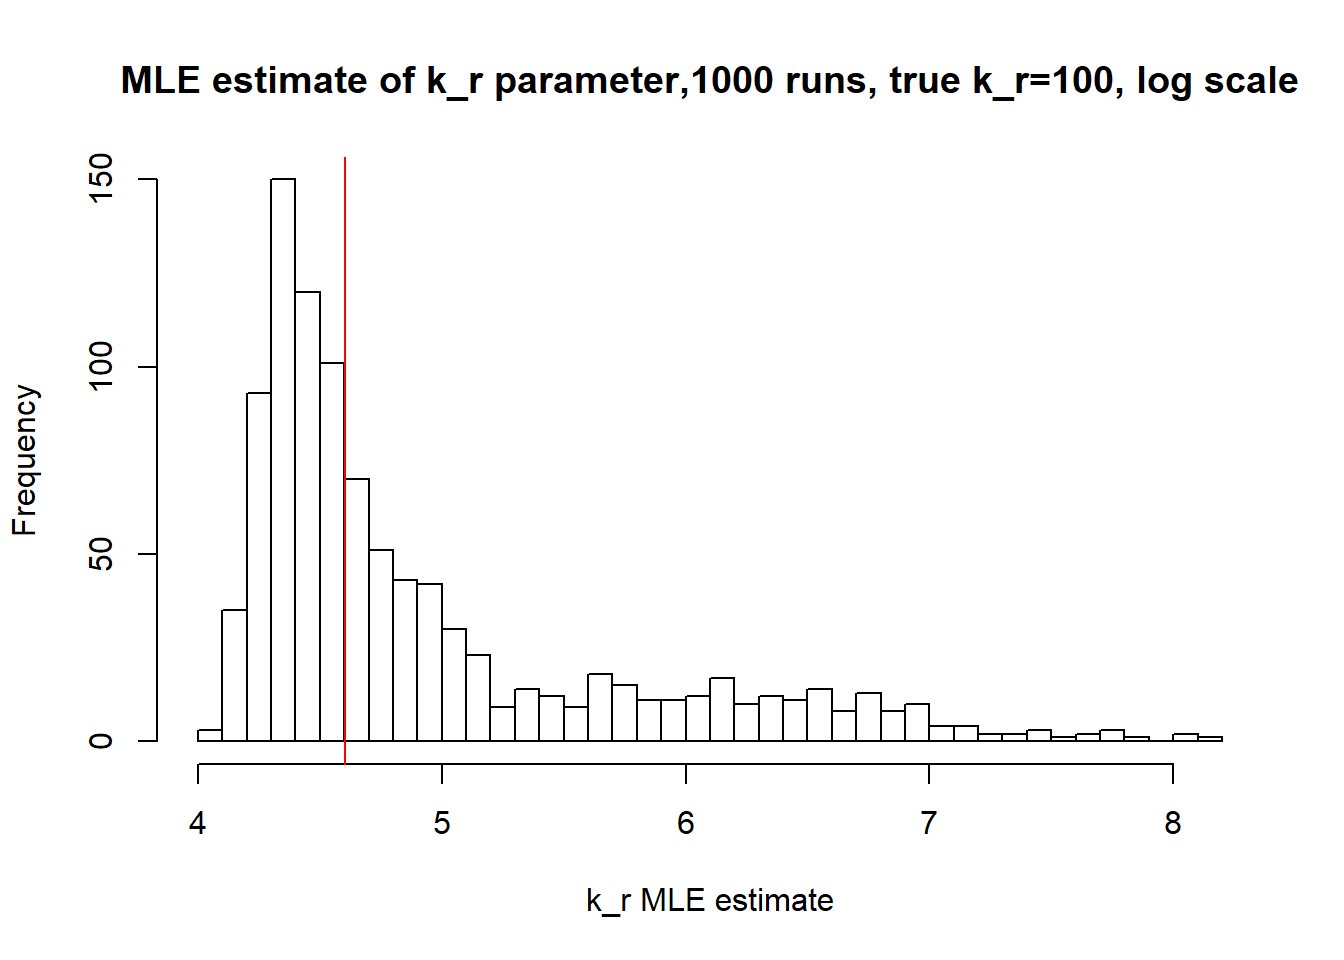 MLE estimate of k_r parameter,1000 runs, true k_r=100, log scale
150
100
50
0
Frequency
4 5 6 7 8
k_r MLE estimate